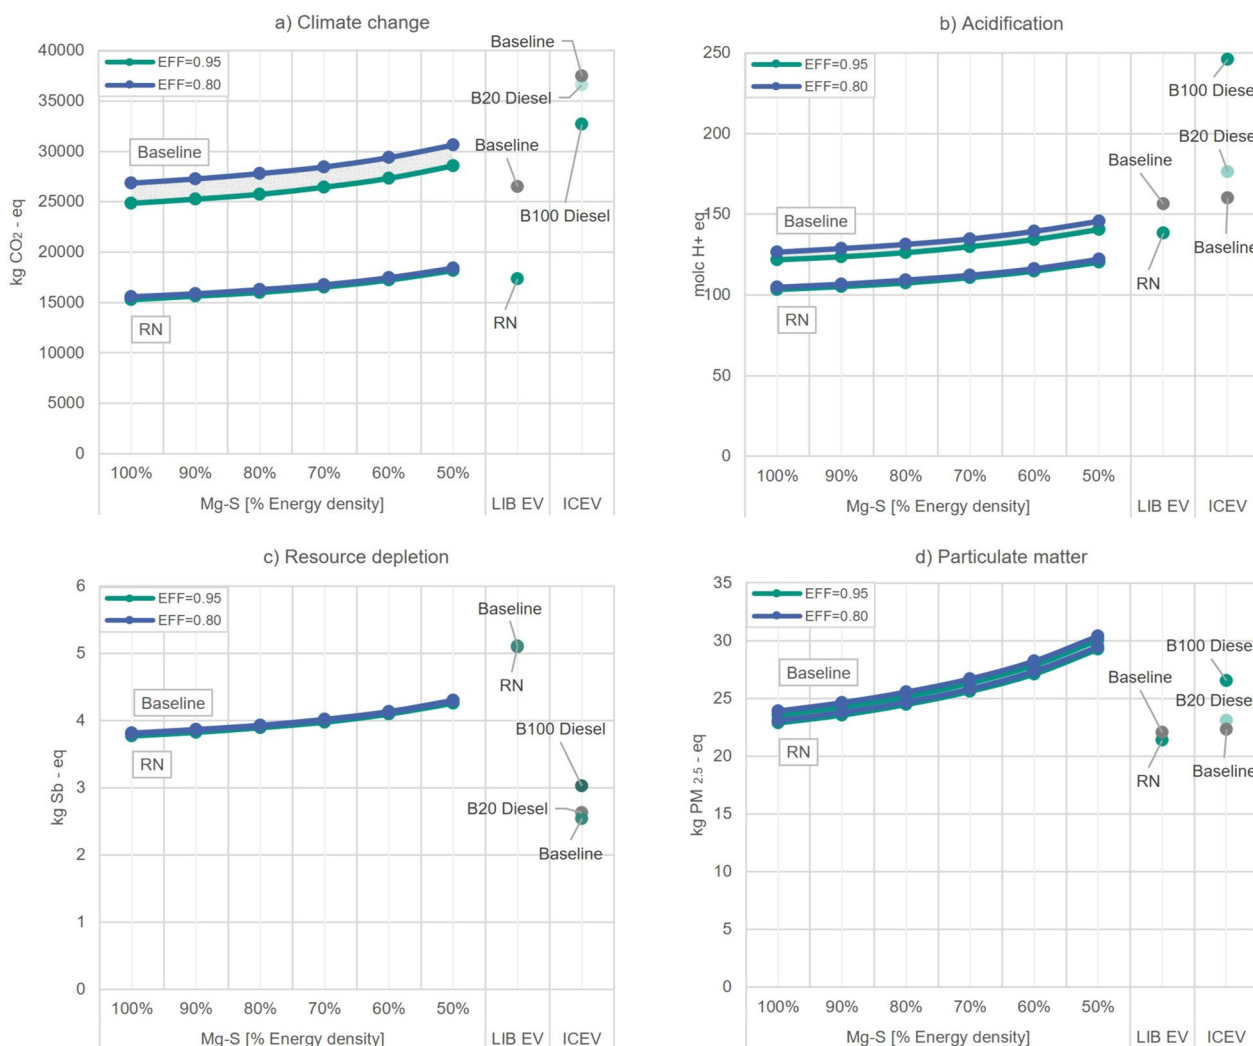 a) Climate change
40000
35000
30000
25000
20000
15000
10000
5000
0
kg CO2 - eq
EFF=0.95
EFF=0.80
Baseline
RN
Baseline
B20 Diesel
Baseline
B100 Diesel
RN
100% 90% 80% 70% 60% 50%
Mg-S [% Energy density] LIB EV ICEV
b) Acidification
250
200
150
100
50
0
molc H+ eq
EFF=0.95
EFF=0.80
Baseline
RN
B100 Diese
B20 Diese
Baseline
Baseline
RN
100% 90% 80% 70% 60% 50%
Mg-S [% Energy density] LIB EV ICEV
c) Resource depletion
6
5
4
3
2
1
0
kg Sb - eq
EFF=0.95
EFF=0.80
Baseline
RN
Baseline
RN
B100 Diesel
B20 Diesel
Baseline
100% 90% 80% 70% 60% 50%
Mg-S [% Energy density] LIB EV ICEV
d) Particulate matter
35
30
25
20
15
10
5
0
kg PM 2.5 - eq
EFF=0.95
EFF=0.80
Baseline
RN
B100 Diese
Baseline
B20 Diese
RN
Baseline
100% 90% 80% 70% 60% 50%
Mg-S [% Energy density] LIB EV ICEV